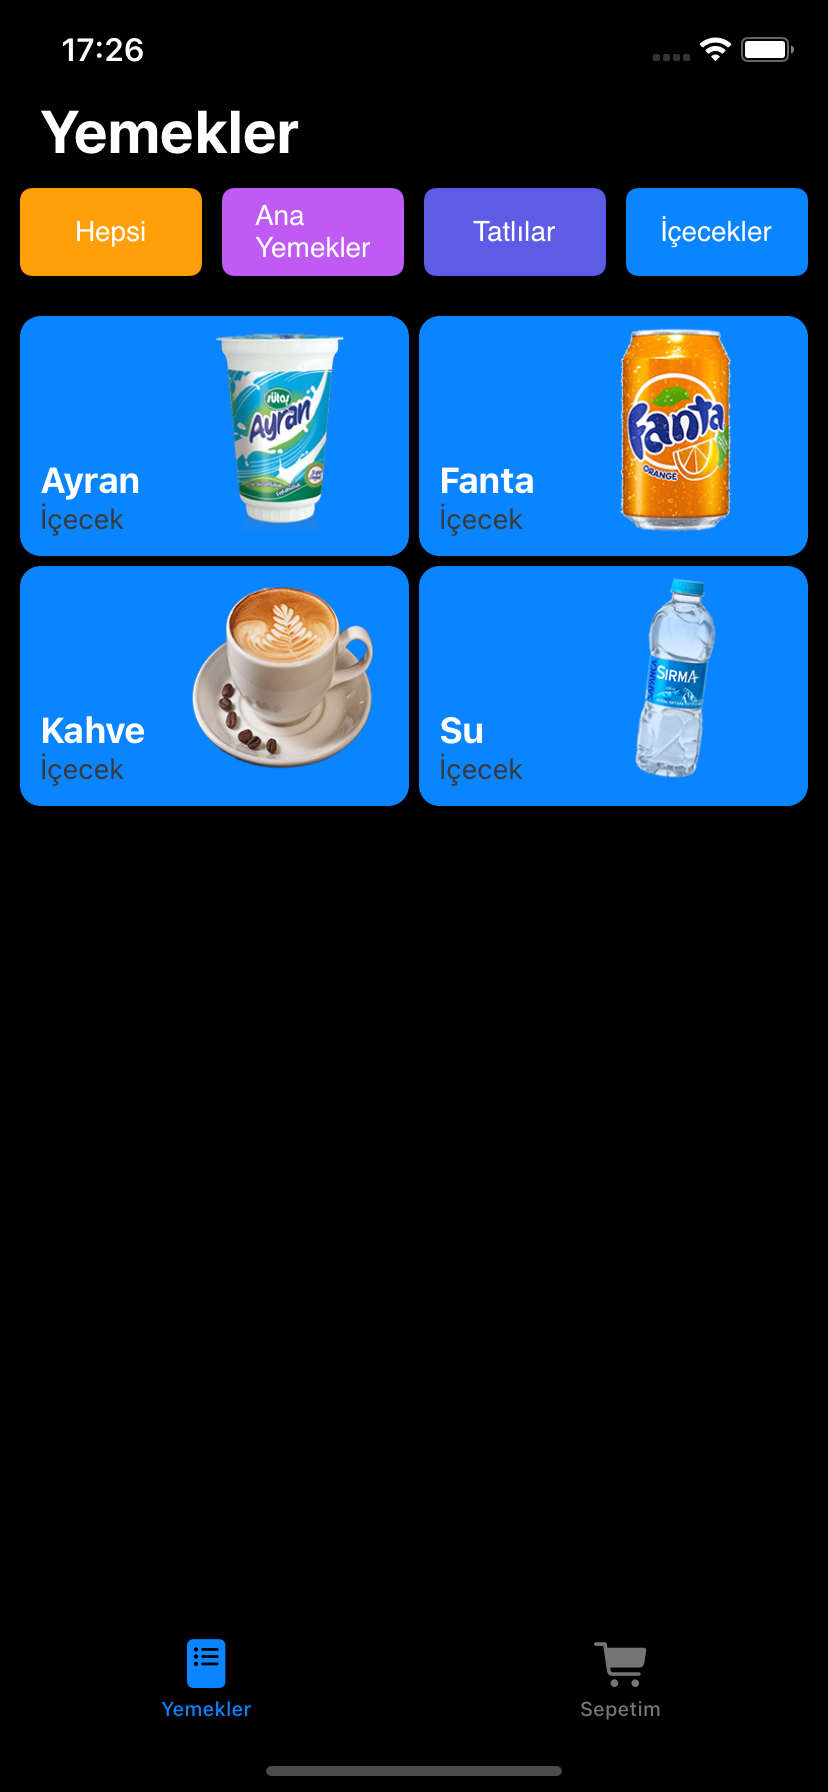 17:26
Yemekler
Hepsi
Ana
Yemekler
Tatlılar
İçecekler
sütaş
Ayran
Ayran
İçecek
Fanta
ORANGE
Fanta
İçecek
Kahve
İçecek
SAPANCA
SIRMA
Su
İçecek
Yemekler
Sepetim